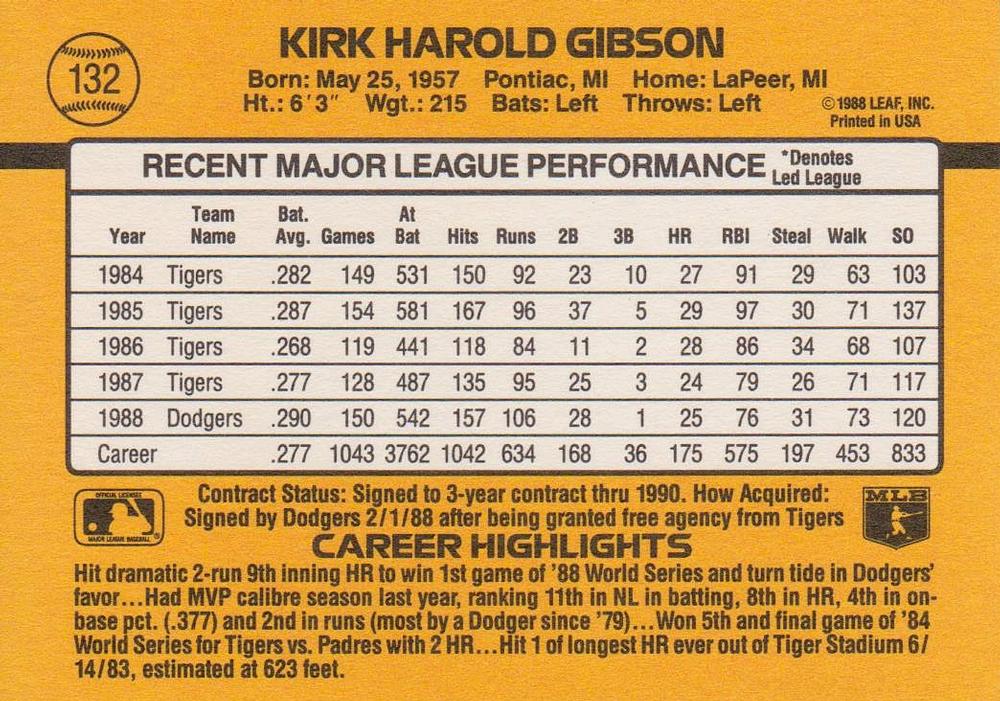 132
KIRK HAROLD GIBSON
Born: May 25, 1957 Pontiac, MI Home: LaPeer, MI
Ht.: 6'3" Wgt.: 215 Bats: Left Throws: Left
©1988 LEAF, INC.
Printed in USA
RECENT MAJOR LEAGUE PERFORMANCE *Denotes Led League
Year Team Name Bat. Avg. Games At Bat Hits Runs 2B 3B HR RBI Steal Walk SO
1984 Tigers .282 149 531 150 92 23 10 27 91 29 63 103
1985 Tigers .287 154 581 167 96 37 5 29 97 30 71 137
1986 Tigers .268 119 441 118 84 11 2 28 86 34 68 107
1987 Tigers .277 128 487 135 95 25 3 24 79 26 71 117
1988 Dodgers .290 150 542 157 106 28 1 25 76 31 73 120
Career .277 1043 3762 1042 634 168 36 175 575 197 453 833
OFFICIAL LICENSEE
MAJOR LEAGUE BASEBALL
®
Contract Status: Signed to 3-year contract thru 1990. How Acquired:
Signed by Dodgers 2/1/88 after being granted free agency from Tigers
MLB
CAREER HIGHLIGHTS
Hit dramatic 2-run 9th inning HR to win 1st game of '88 World Series and turn tide in Dodgers'
favor...Had MVP calibre season last year, ranking 11th in NL in batting, 8th in HR, 4th in on-
base pct. (.377) and 2nd in runs (most by a Dodger since '79)...Won 5th and final game of '84
World Series for Tigers vs. Padres with 2 HR...Hit 1 of longest HR ever out of Tiger Stadium 6/
14/83, estimated at 623 feet.